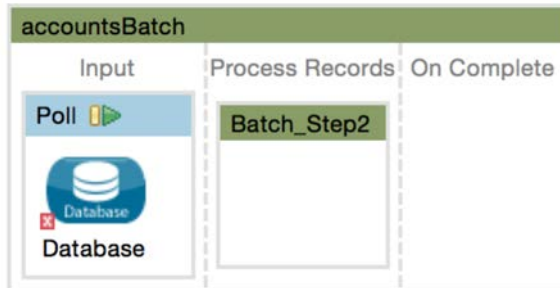 accountsBatch
Input
Process Records
On Complete
Poll
Batch_Step2
Database
Database